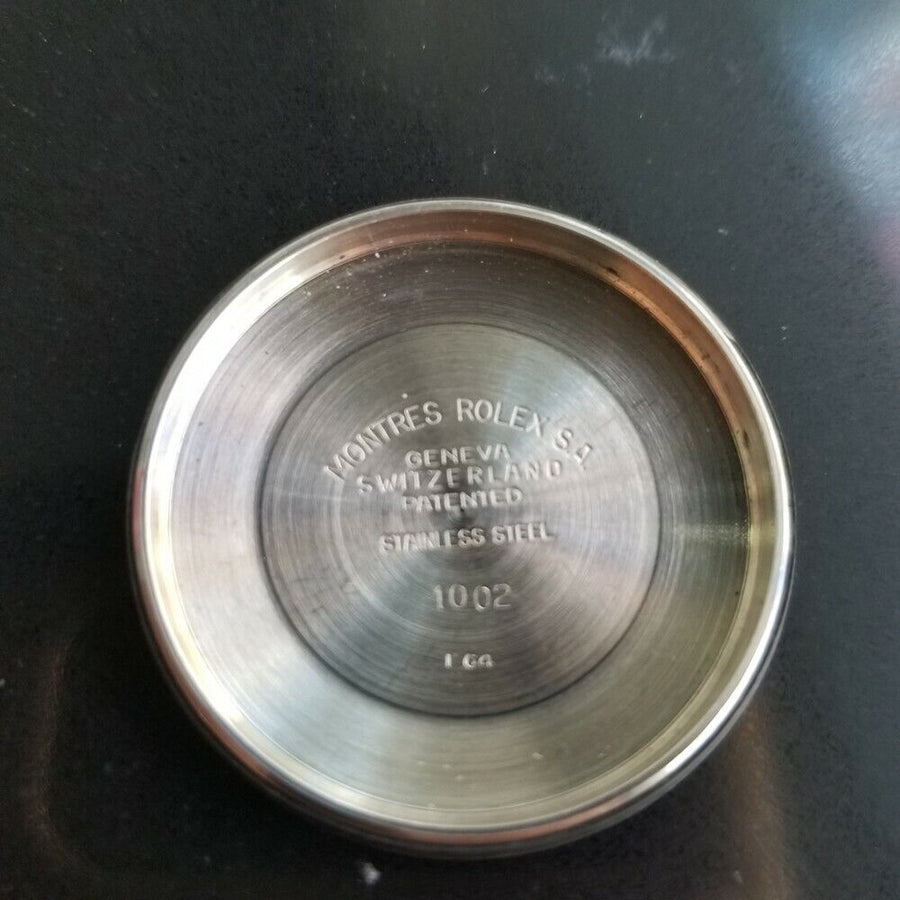 MONTRES ROLEX S.A.
GENEVA
SWITZERLAND
PATENTED
STAINLESS STEEL
1002
I 64